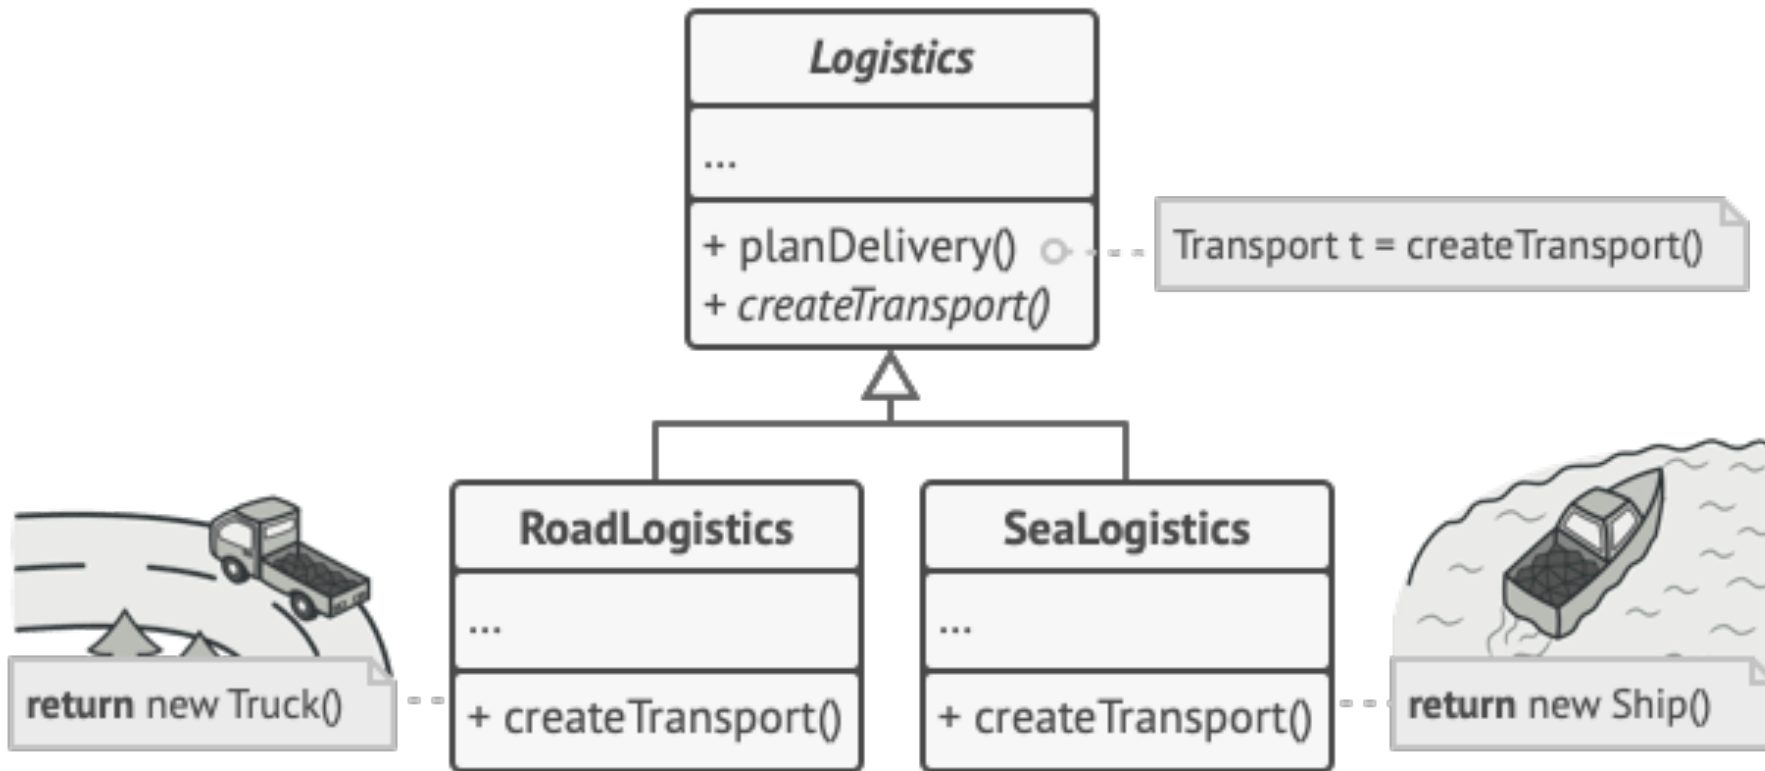 Logistics
...
+ planDelivery()
Transport t = createTransport()
+ createTransport()
RoadLogistics
SeaLogistics
...
...
return new Truck()
+ createTransport()
+ createTransport()
return new Ship()